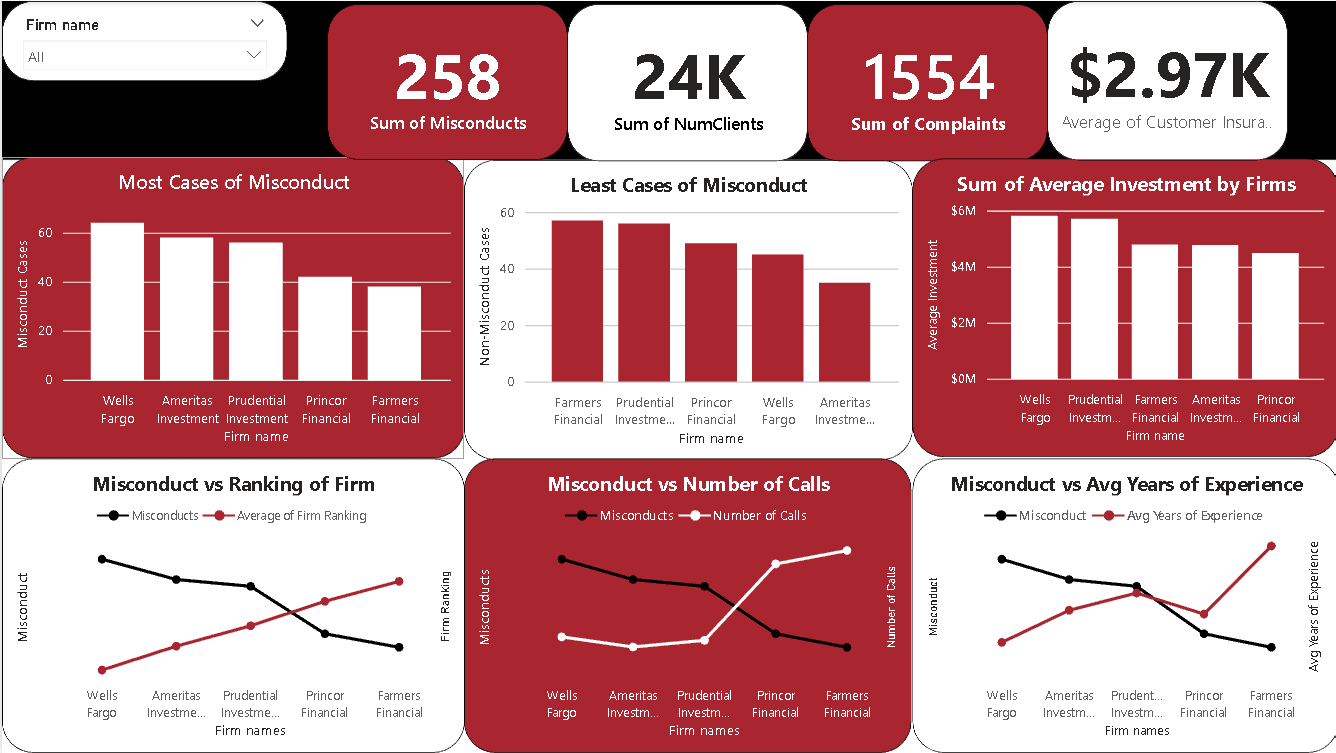 Firm name
All
258
Sum of Misconducts
24K
Sum of NumClients
1554
Sum of Complaints
$2.97K
Average of Customer Insura..
Most Cases of Misconduct
Misconduct Cases
60
40
20
0
Wells Fargo
Ameritas Investment
Prudential Investment
Princor Financial
Farmers Financial
Firm name
Least Cases of Misconduct
Non-Misconduct Cases
60
40
20
0
Farmers Financial
Prudential Investme...
Princor Financial
Wells Fargo
Ameritas Investme...
Firm name
Sum of Average Investment by Firms
Average Investment
$6M
$4M
$2M
$0M
Wells Fargo
Prudential Investm...
Farmers Financial
Ameritas Investm...
Princor Financial
Firm name
Misconduct vs Ranking of Firm
Misconducts
Average of Firm Ranking
Misconduct
Firm Ranking
Wells Fargo
Ameritas Investme...
Prudential Investme...
Princor Financial
Farmers Financial
Firm names
Misconduct vs Number of Calls
Misconducts
Number of Calls
Misconducts
Number of Calls
Wells Fargo
Ameritas Investm...
Prudential Investm...
Princor Financial
Farmers Financial
Firm names
Misconduct vs Avg Years of Experience
Misconduct
Avg Years of Experience
Misconduct
Avg Years of Experience
Wells Fargo
Ameritas Investm...
Prudent... Investm...
Princor Financial
Farmers Financial
Firm names